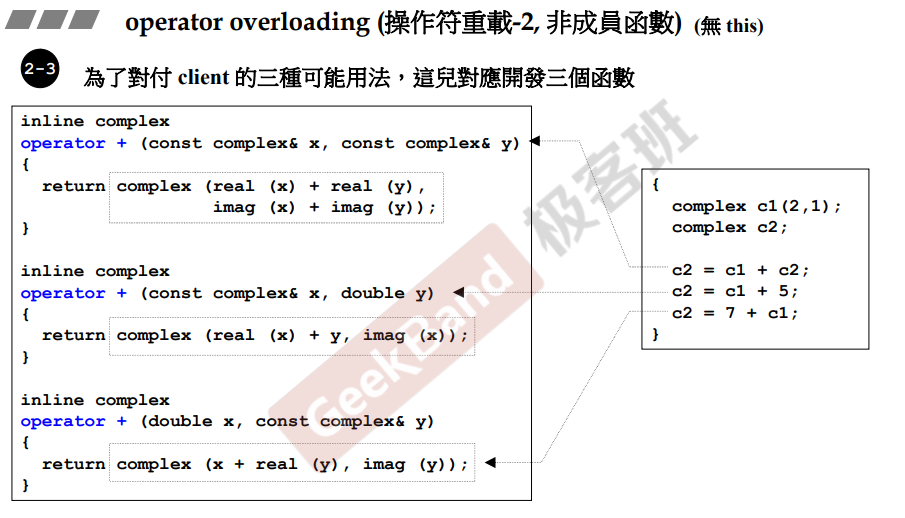 operator overloading (操作符重載-2, 非成員函數) (無 this)
2-3
為了對付 client 的三種可能用法，這兒對應開發三個函數
inline complex
operator + (const complex& x, const complex& y)
{
  return complex (real (x) + real (y),
                  imag (x) + imag (y));
}
inline complex
operator + (const complex& x, double y)
{
  return complex (real (x) + y, imag (x));
}
inline complex
operator + (double x, const complex& y)
{
  return complex (x + real (y), imag (y));
}
{
  complex c1(2,1);
  complex c2;
  c2 = c1 + c2;
  c2 = c1 + 5;
  c2 = 7 + c1;
}
GeekBand 极客班